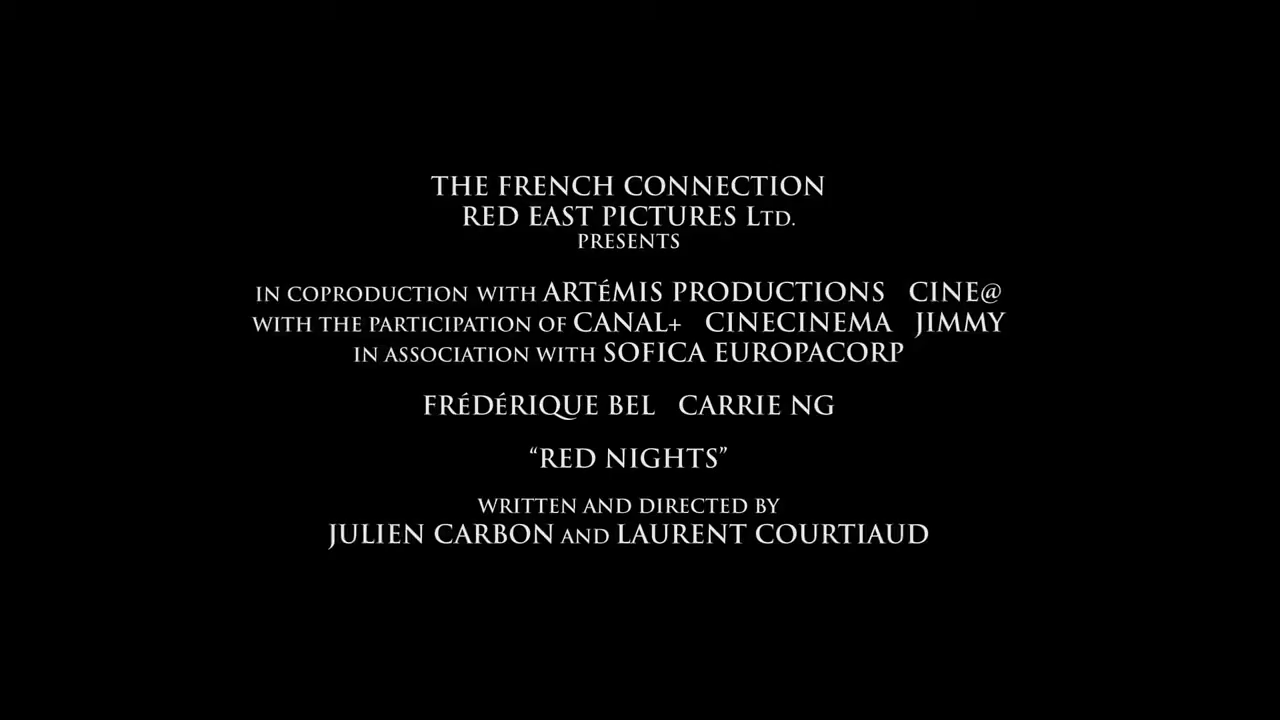 THE FRENCH CONNECTION
RED EAST PICTURES LTD.
PRESENTS
IN COPRODUCTION WITH ARTÉMIS PRODUCTIONS CINE@
WITH THE PARTICIPATION OF CANAL+ CINECINEMA JIMMY
IN ASSOCIATION WITH SOFICA EUROPACORP
FRÉDÉRIQUE BEL CARRIE NG
“RED NIGHTS”
WRITTEN AND DIRECTED BY
JULIEN CARBON AND LAURENT COURTIAUD